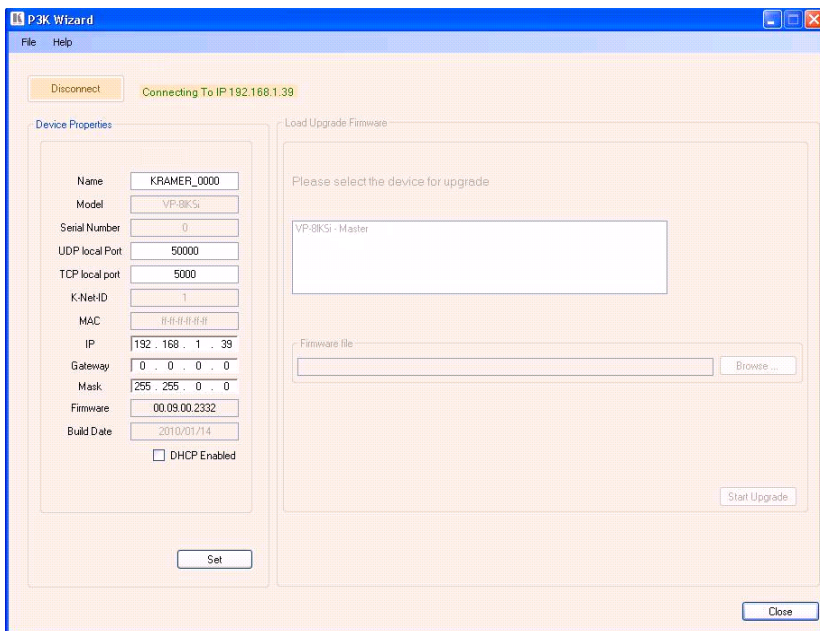 P3K Wizard
File Help
Disconnect
Connecting To IP 192.168.1.39
Device Properties
Name KRAMER_0000
Model VP-8IKSi
Serial Number 0
UDP local Port 50000
TCP local port 5000
K-Net-ID 1
MAC ff-ff-ff-ff-ff-ff
IP 192 . 168 . 1 . 39
Gateway 0 . 0 . 0 . 0
Mask 255 . 255 . 0 . 0
Firmware 00.09.00.2332
Build Date 2010/01/14
DHCP Enabled
Set
Load Upgrade Firmware
Please select the device for upgrade
VP-8IKSi - Master
Firmware file
Browse ...
Start Upgrade
Close